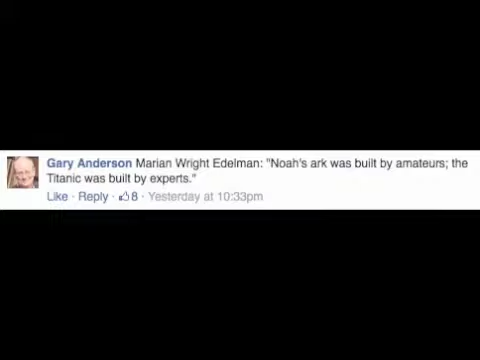 Gary Anderson Marian Wright Edelman: "Noah's ark was built by amateurs; the
Titanic was built by experts."
Like · Reply · 8 · Yesterday at 10:33pm